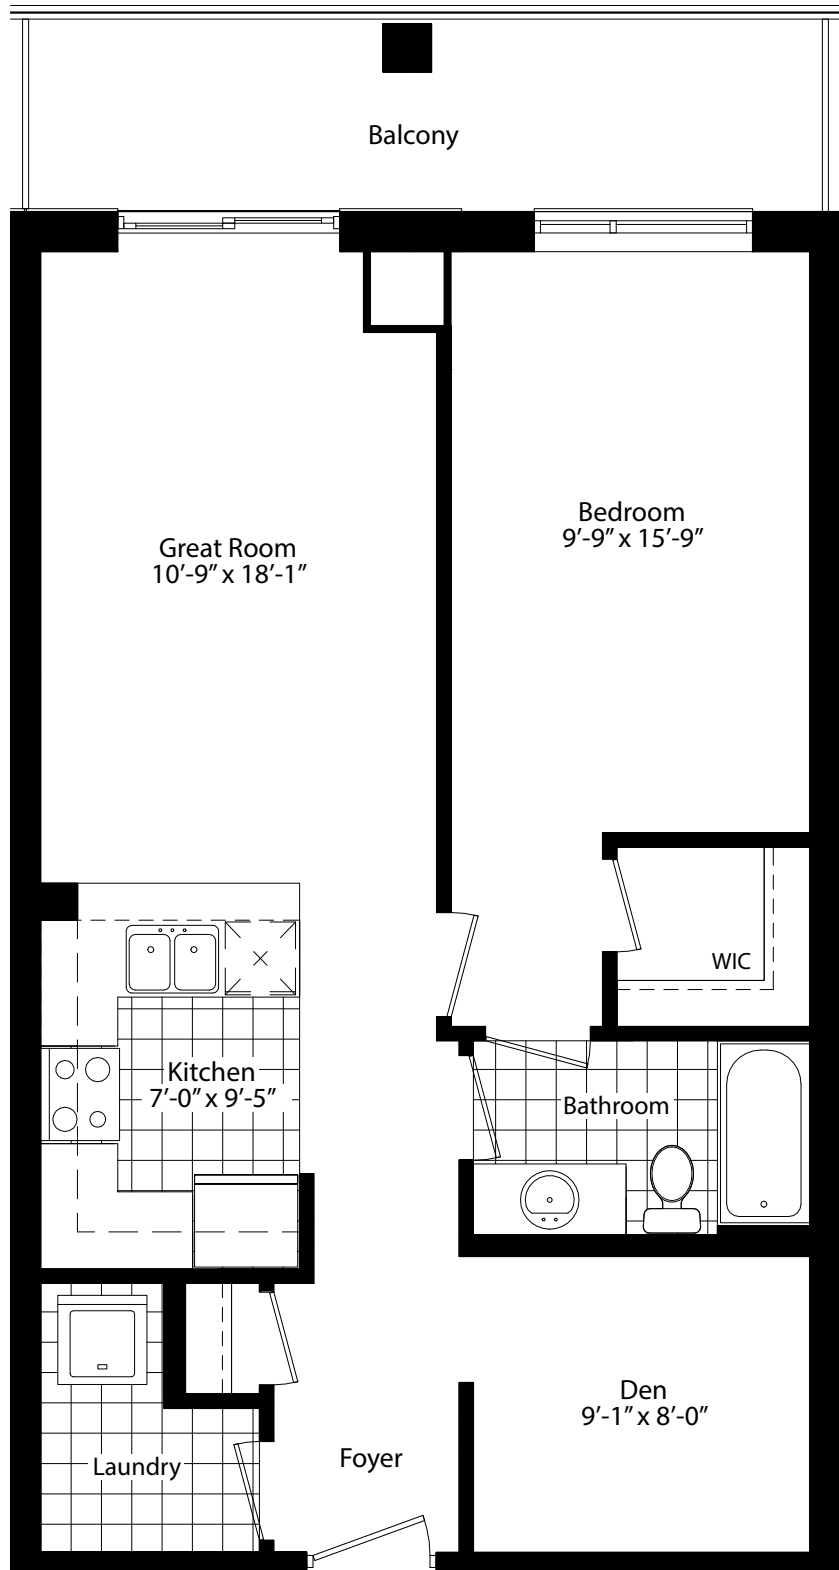 Balcony
Great Room
10’-9” x 18’-1”
Bedroom
9’-9” x 15’-9”
WIC
Kitchen
7’-0” x 9’-5”
Bathroom
Den
9’-1” x 8’-0”
Foyer
Laundry